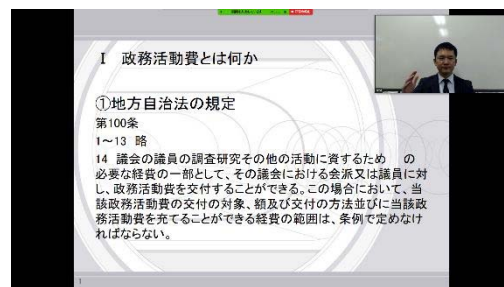 Ⅰ 政務活動費とは何か
①地方自治法の規定
第100条
1～13 略
14 議会の議員の調査研究その他の活動に資するため の
必要な経費の一部として、その議会における会派又は議員に対
し、政務活動費を交付することができる。この場合において、当
該政務活動費の交付の対象、額及び交付の方法並びに当該政
務活動費を充てることができる経費の範囲は、条例で定めなけ
ればならない。
1